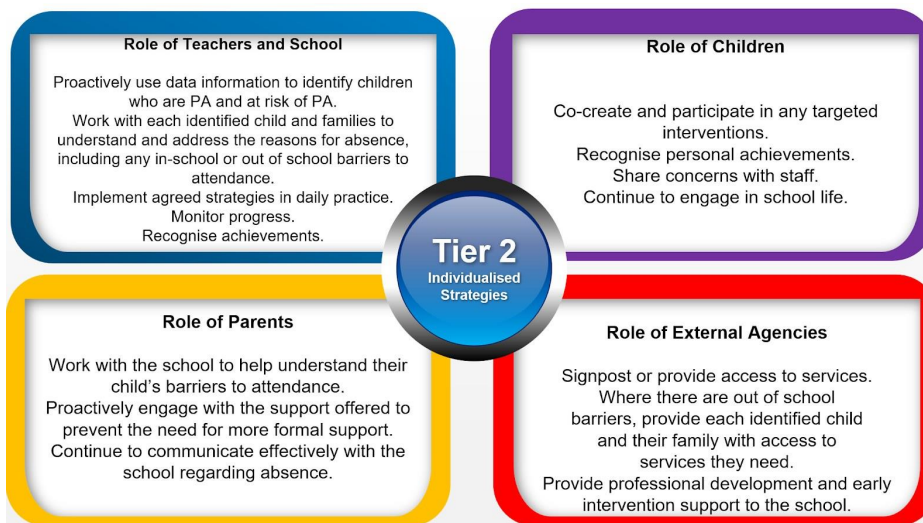 Role of Teachers and School
Proactively use data information to identify children
who are PA and at risk of PA.
Work with each identified child and families to
understand and address the reasons for absence,
including any in-school or out of school barriers to
attendance.
Implement agreed strategies in daily practice.
Monitor progress.
Recognise achievements.
Role of Children
Co-create and participate in any targeted
interventions.
Recognise personal achievements.
Share concerns with staff.
Continue to engage in school life.
Tier 2
Individualised
Strategies
Role of Parents
Work with the school to help understand their
child’s barriers to attendance.
Proactively engage with the support offered to
prevent the need for more formal support.
Continue to communicate effectively with the
school regarding absence.
Role of External Agencies
Signpost or provide access to services.
Where there are out of school
barriers, provide each identified child
and their family with access to
services they need.
Provide professional development and early
intervention support to the school.